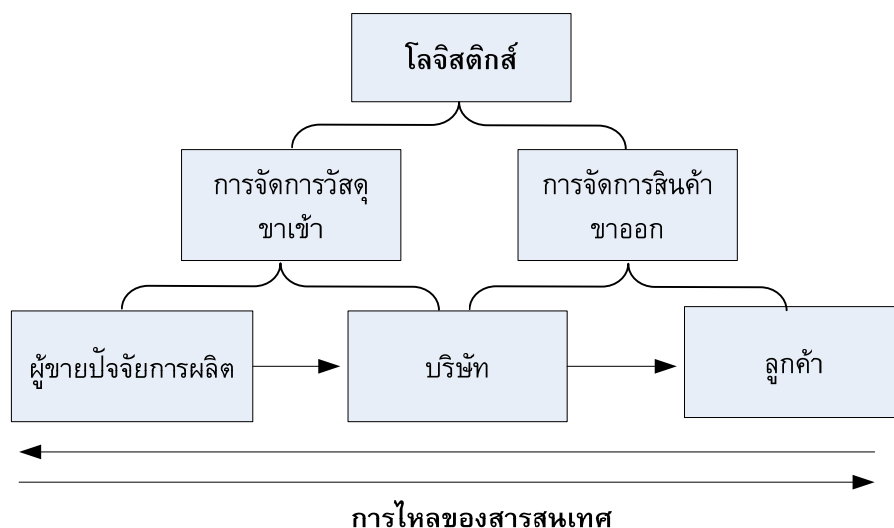 โลจิสติกส์
การจัดการวัสดุ
ขาเข้า
การจัดการสินค้า
ขาออก
ผู้ขายปัจจัยการผลิต
บริษัท
ลูกค้า
การไหลของสารสนเทศ